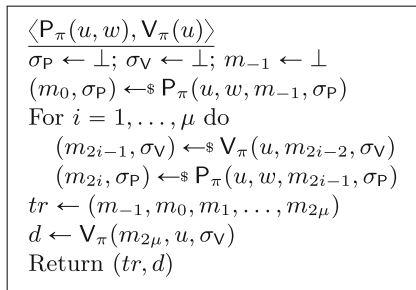 ⟨P_π(u, w), V_π(u)⟩
σ_P ← ⊥; σ_V ← ⊥; m_{−1} ← ⊥
(m_0, σ_P) ←$ P_π(u, w, m_{−1}, σ_P)
For i = 1, . . . , μ do
(m_{2i−1}, σ_V) ←$ V_π(u, m_{2i−2}, σ_V)
(m_{2i}, σ_P) ←$ P_π(u, w, m_{2i−1}, σ_P)
tr ← (m_{−1}, m_0, m_1, . . . , m_{2μ})
d ← V_π(m_{2μ}, u, σ_V)
Return (tr, d)